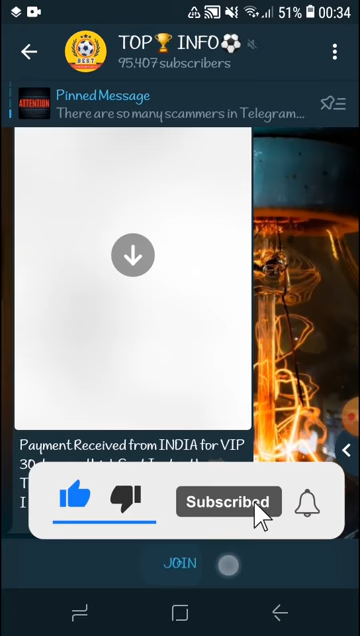 51% 00:34
TOP🏆INFO⚽
95,407 subscribers
BEST
ATTENTION
Pinned Message
There are so many scammers in Telegram...
Payment Received from INDIA for VIP
30
T
I
Subscribed
JOIN